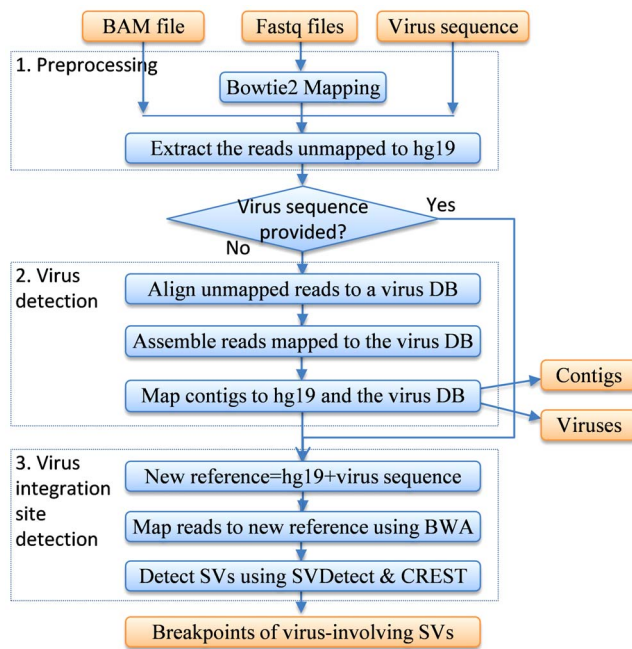 BAM file
Fastq files
Virus sequence
1. Preprocessing
Bowtie2 Mapping
Extract the reads unmapped to hg19
Virus sequence
provided?
Yes
No
2. Virus
detection
Align unmapped reads to a virus DB
Assemble reads mapped to the virus DB
Map contigs to hg19 and the virus DB
Contigs
Viruses
3. Virus
integration
site
detection
New reference=hg19+virus sequence
Map reads to new reference using BWA
Detect SVs using SVDetect & CREST
Breakpoints of virus-involving SVs